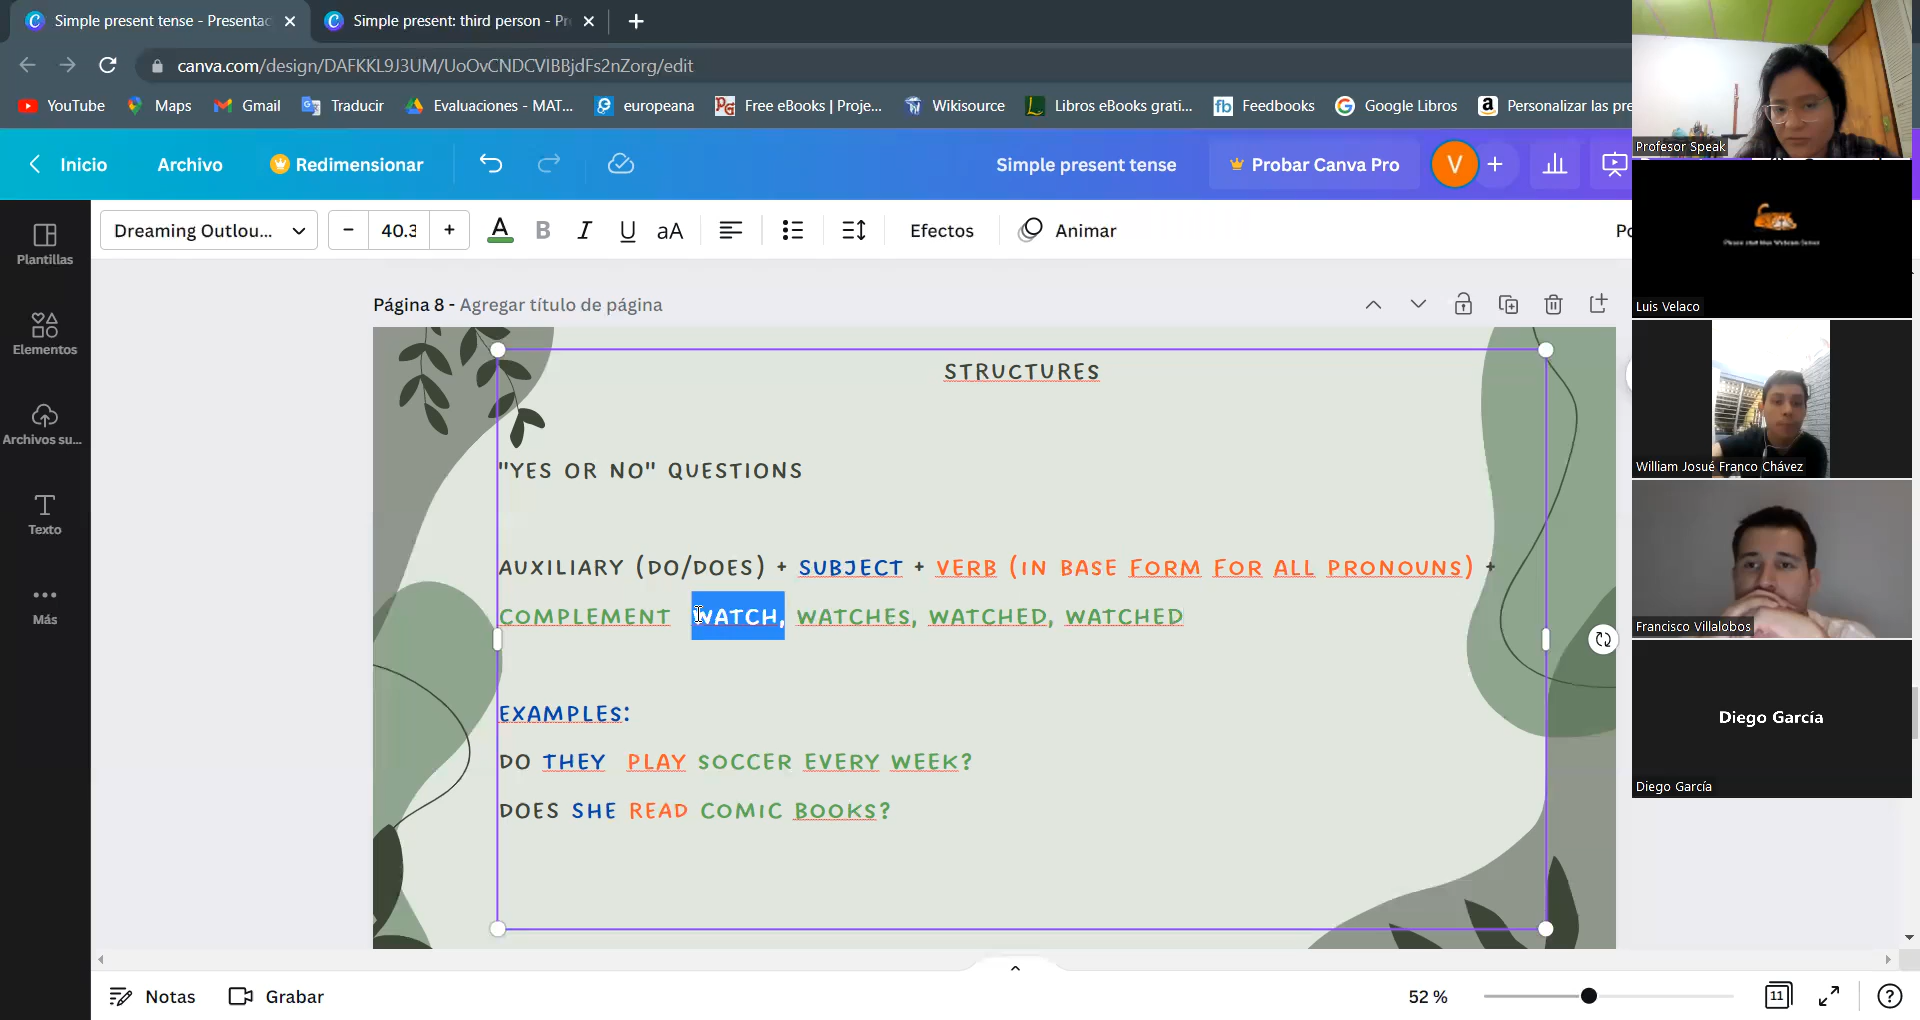 Simple present tense - Presentac
Simple present: third person - Pr
canva.com/design/DAFKKL9J3UM/UoOvCNDCVIBBjdFs2nZorg/edit
YouTube Maps Gmail Traducir Evaluaciones - MAT... europeana Free eBooks | Proje... Wikisource Libros eBooks grati... Feedbooks Google Libros Personalizar las pre
Inicio Archivo Redimensionar Simple present tense Probar Canva Pro V
Dreaming Outlou... 40.3 A B I U aA Efectos Animar Po
Plantillas
Elementos
Archivos su...
Texto
Más
Página 8 - Agregar título de página
STRUCTURES
"YES OR NO" QUESTIONS
AUXILIARY (DO/DOES) + SUBJECT + VERB (IN BASE FORM FOR ALL PRONOUNS) +
COMPLEMENT WATCH, WATCHES, WATCHED, WATCHED
EXAMPLES:
DO THEY PLAY SOCCER EVERY WEEK?
DOES SHE READ COMIC BOOKS?
Notas Grabar 52 % 11
Profesor Speak
Luis Velaco
William Josué Franco Chávez
Francisco Villalobos
Diego García
Diego García